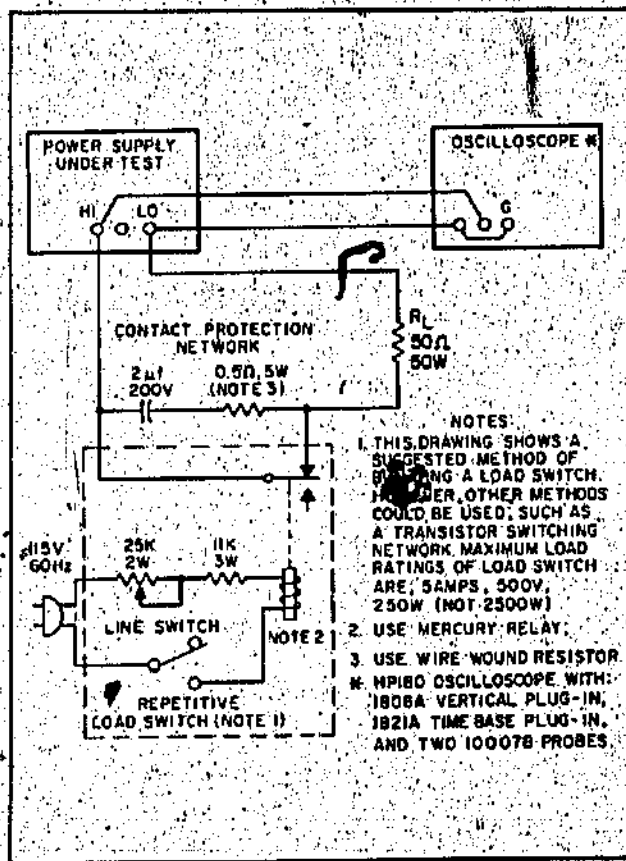 POWER SUPPLY
UNDER TEST
OSCILLOSCOPE *
HI
LO
G
RL
50Ω
50W
CONTACT PROTECTION
NETWORK
2µf
200V
0.5Ω, 5W
(NOTE 3)
115V
60Hz
25K
2W
11K
3W
LINE SWITCH
NOTE 2
REPETITIVE
LOAD SWITCH (NOTE 1)
NOTES
1. THIS DRAWING SHOWS A
SUGGESTED METHOD OF
A LOAD SWITCH.
OTHER METHODS
COULD BE USED; SUCH AS
A TRANSISTOR SWITCHING
NETWORK. MAXIMUM LOAD
RATINGS OF LOAD SWITCH
ARE; 5AMPS, 500V,
250W (NOT 2500W)
2. USE MERCURY RELAY;
3. USE WIRE WOUND RESISTOR
* HP180 OSCILLOSCOPE WITH:
VERTICAL PLUG-IN,
1821A TIME BASE PLUG-IN,
AND TWO PROBES.